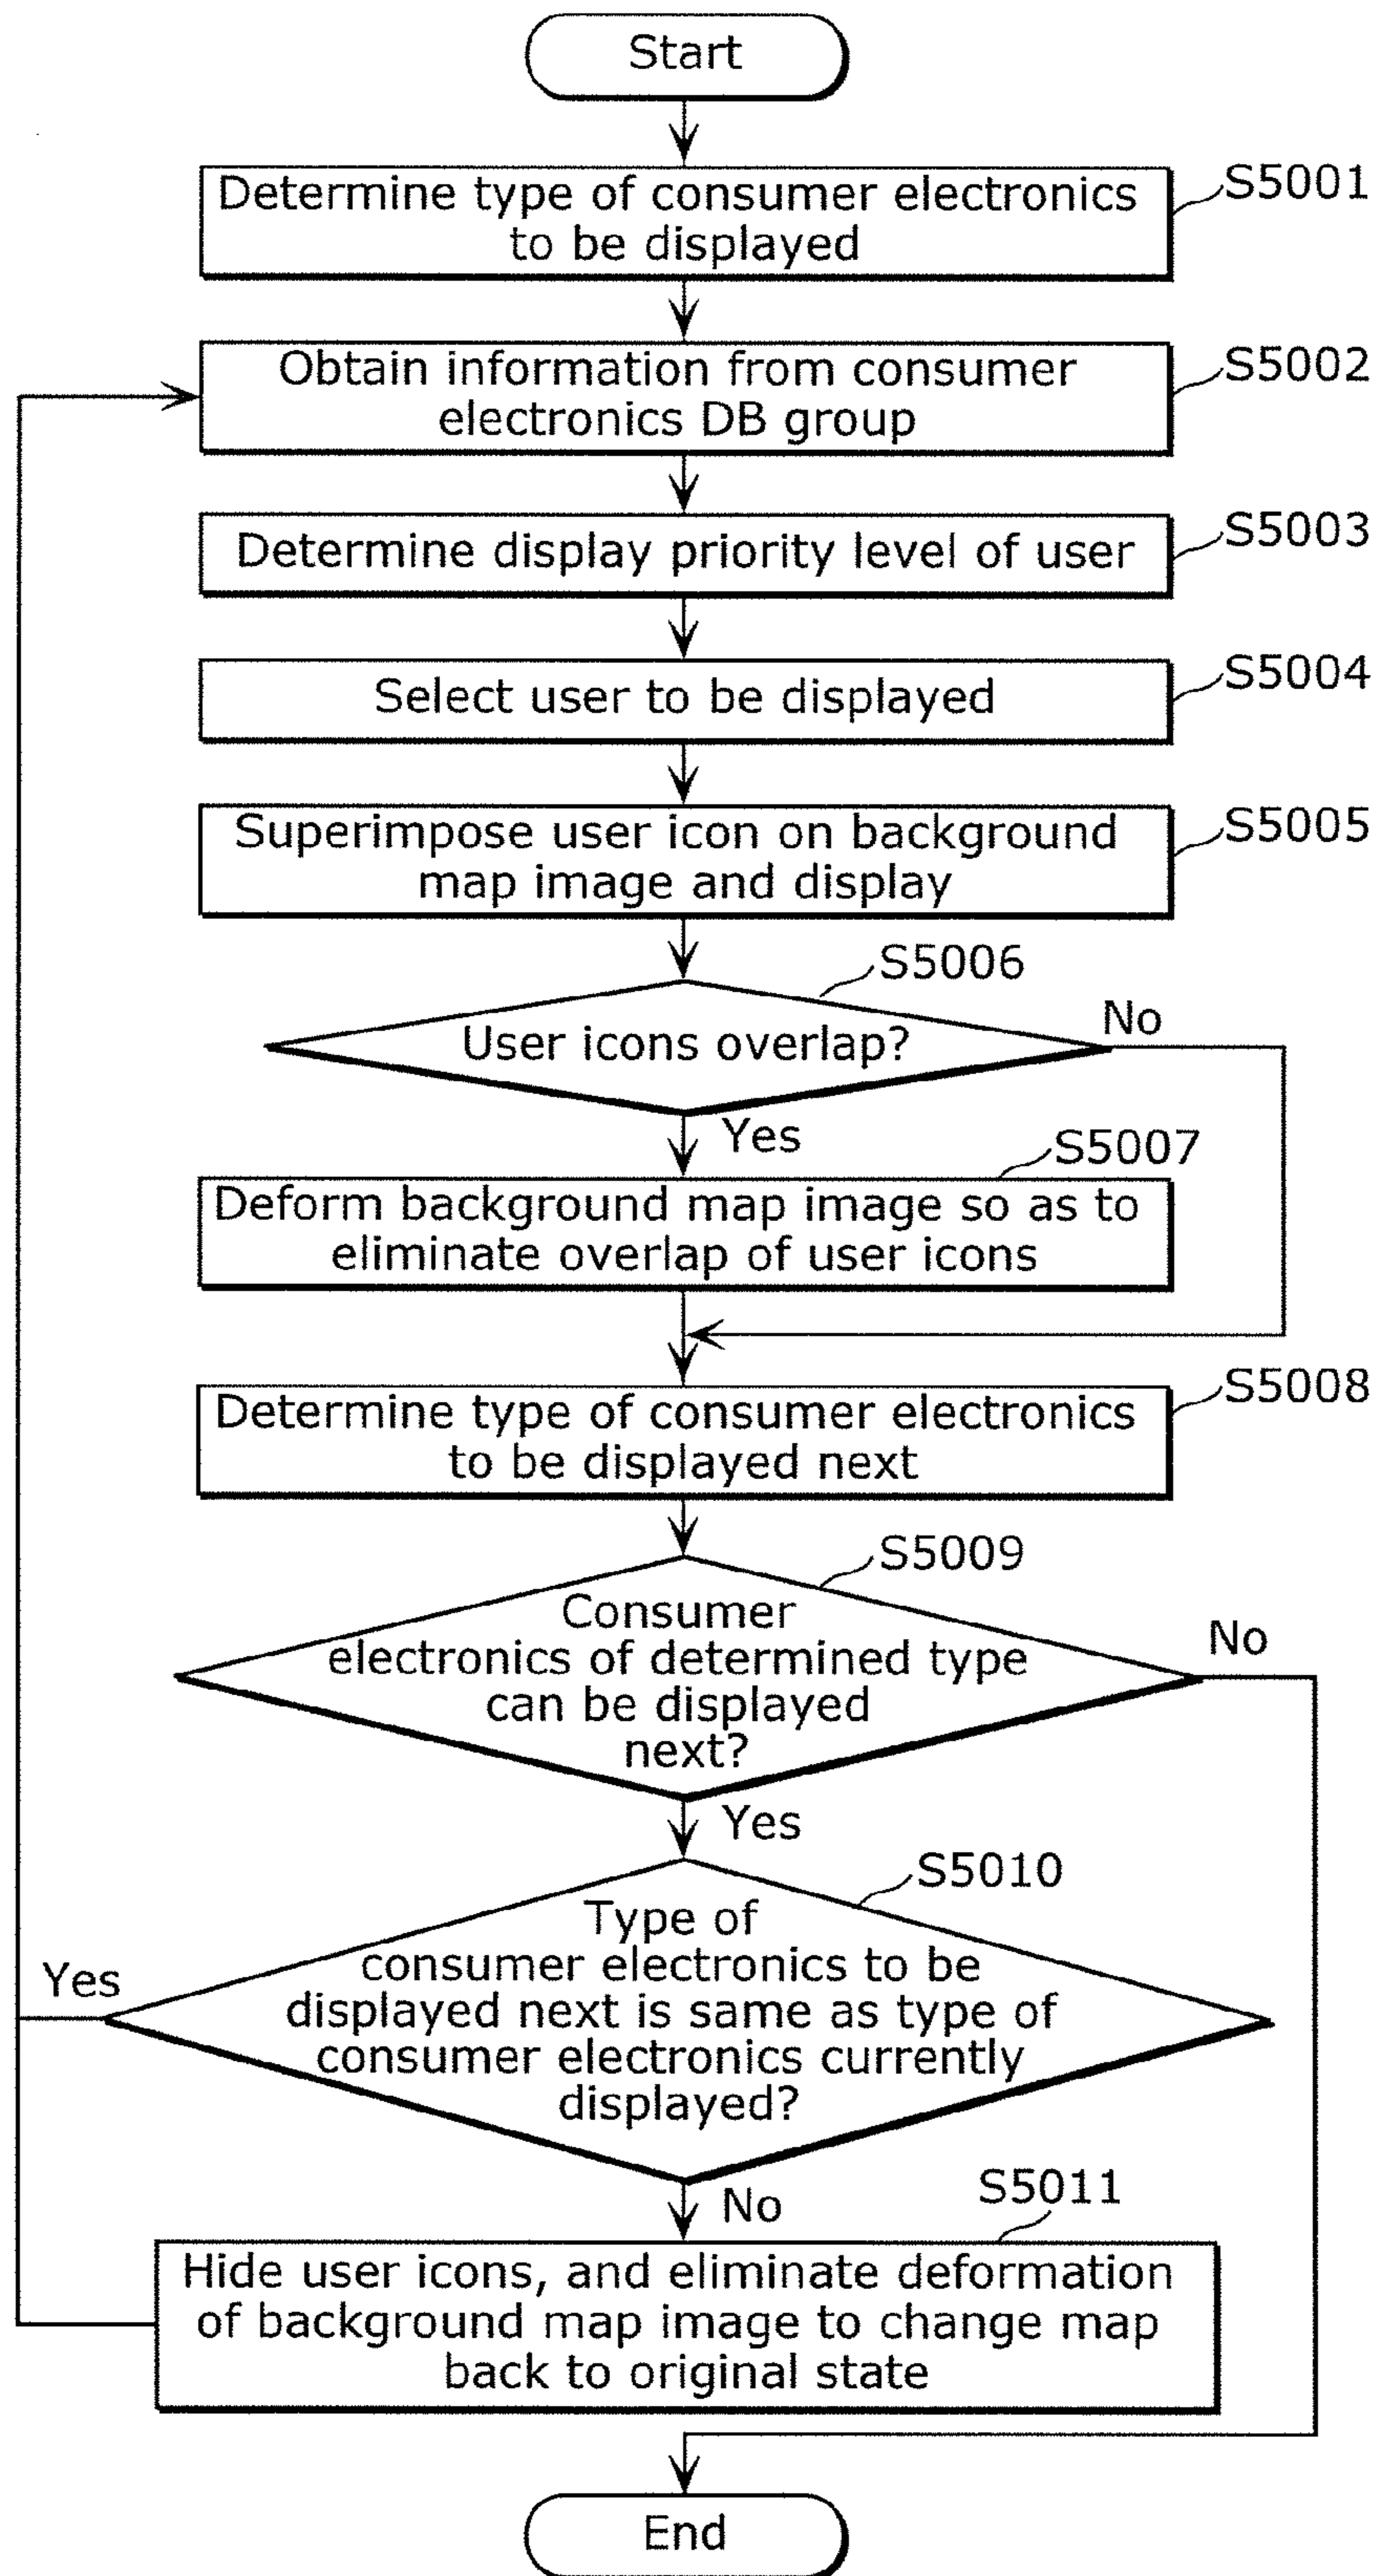 Start
Determine type of consumer electronics
to be displayed
S5001
Obtain information from consumer
electronics DB group
S5002
Determine display priority level of user
S5003
Select user to be displayed
S5004
Superimpose user icon on background
map image and display
S5005
S5006
User icons overlap?
No
Yes
S5007
Deform background map image so as to
eliminate overlap of user icons
Determine type of consumer electronics
to be displayed next
S5008
S5009
Consumer
electronics of determined type
can be displayed
next?
No
Yes
S5010
Type of
consumer electronics to be
displayed next is same as type of
consumer electronics currently
displayed?
Yes
No
S5011
Hide user icons, and eliminate deformation
of background map image to change map
back to original state
End